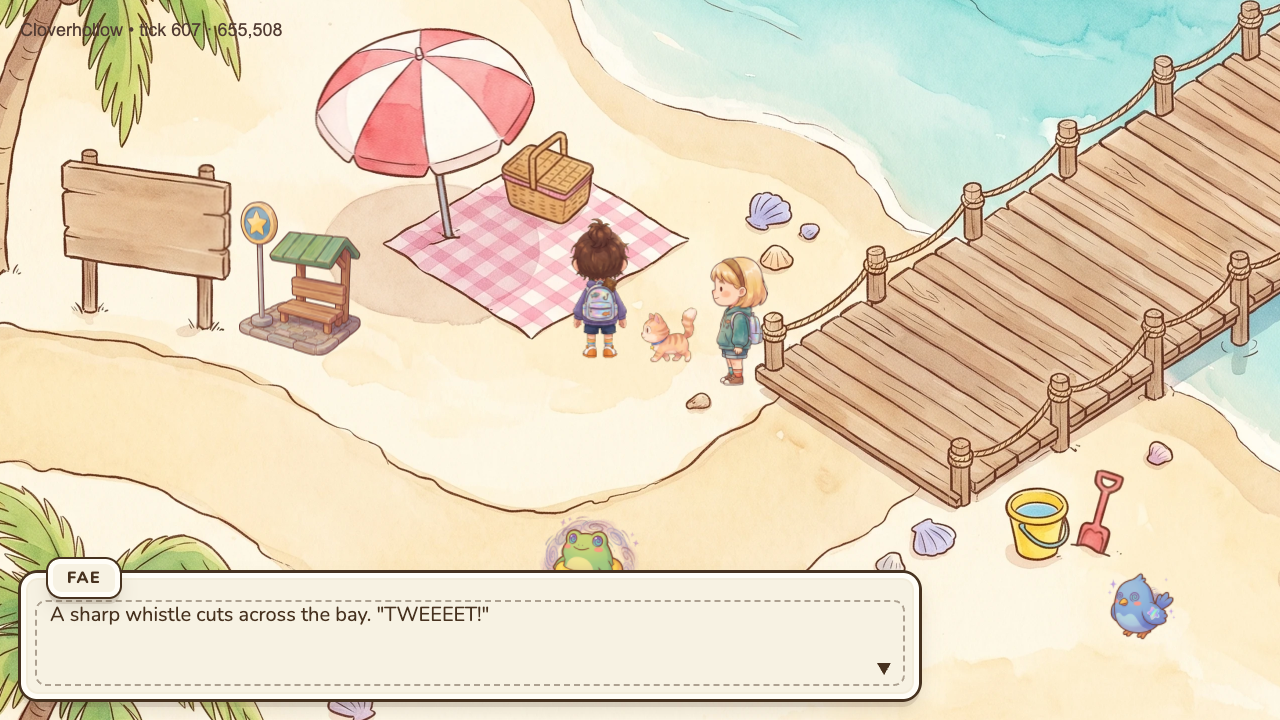 Cloverhollow • tick 607 · 655,508
FAE
A sharp whistle cuts across the bay. "TWEEEET!"